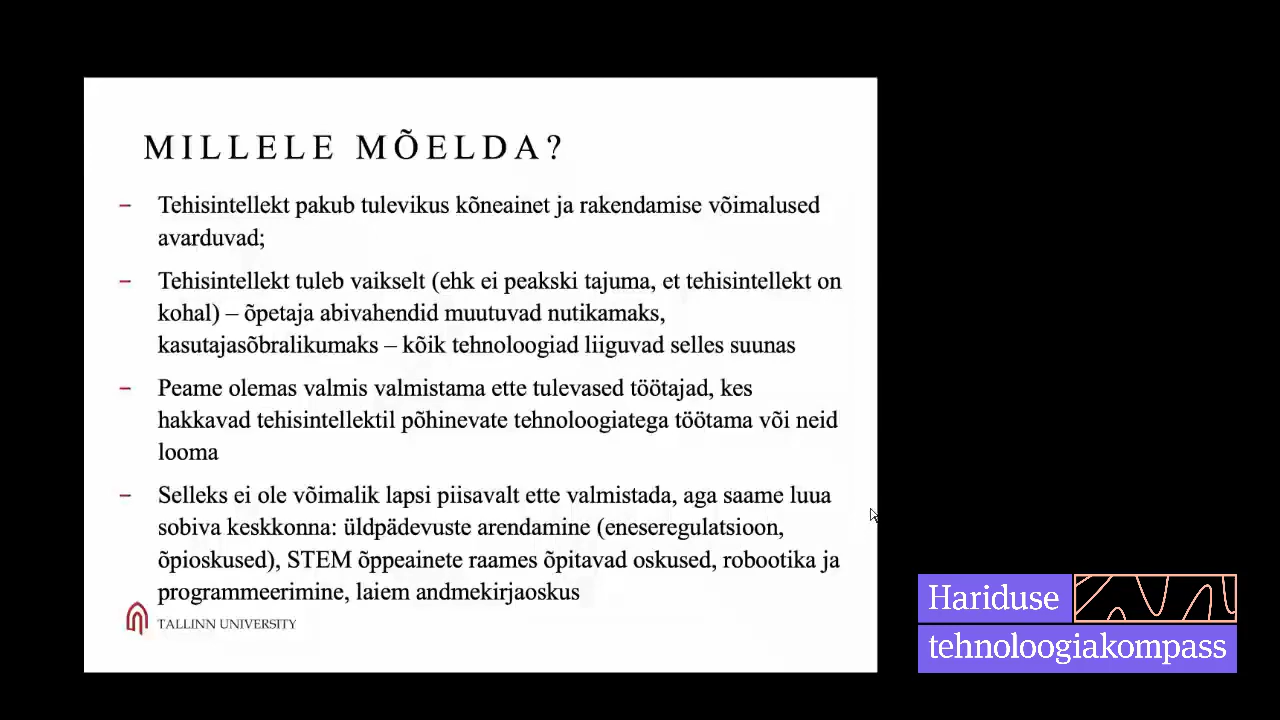 MILLELE MÕELDA?
– Tehisintellekt pakub tulevikus kõneainet ja rakendamise võimalused
avarduvad;
– Tehisintellekt tuleb vaikselt (ehk ei peakski tajuma, et tehisintellekt on
kohal) – õpetaja abivahendid muutuvad nutikamaks,
kasutajasõbralikumaks – kõik tehnoloogiad liiguvad selles suunas
– Peame olemas valmis valmistama ette tulevased töötajad, kes
hakkavad tehisintellektil põhinevate tehnoloogiatega töötama või neid
looma
– Selleks ei ole võimalik lapsi piisavalt ette valmistada, aga saame luua
sobiva keskkonna: üldpädevuste arendamine (eneseregulatsioon,
õpioskused), STEM õppeainete raames õpitavad oskused, robootika ja
programmeerimine, laiem andmekirjaoskus
TALLINN UNIVERSITY
Hariduse
tehnoloogiakompass